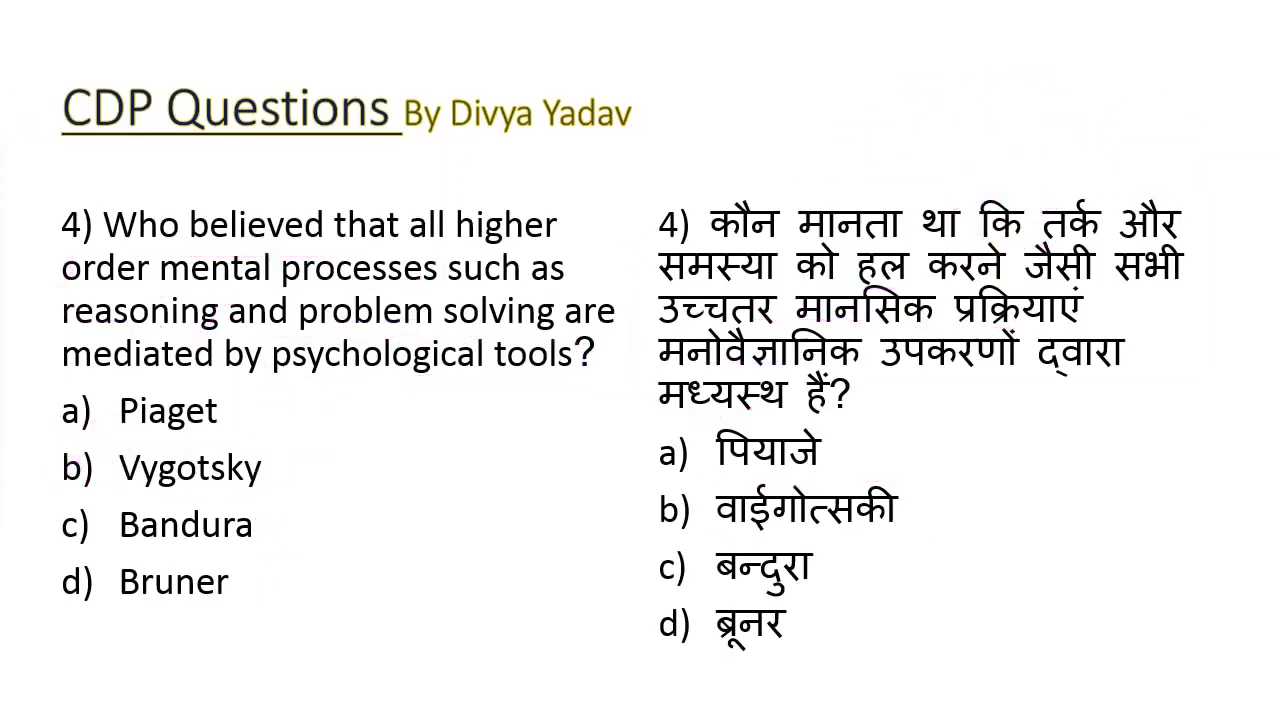 CDP Questions By Divya Yadav
4) Who believed that all higher
order mental processes such as
reasoning and problem solving are
mediated by psychological tools?
a) Piaget
b) Vygotsky
c) Bandura
d) Bruner
4) कौन मानता था कि तर्क और
समस्या को हल करने जैसी सभी
उच्चतर मानसिक प्रक्रियाएं
मनोवैज्ञानिक उपकरणों द्वारा
मध्यस्थ हैं?
a) पियाजे
b) वाईगोत्सकी
c) बन्दुरा
d) ब्रूनर